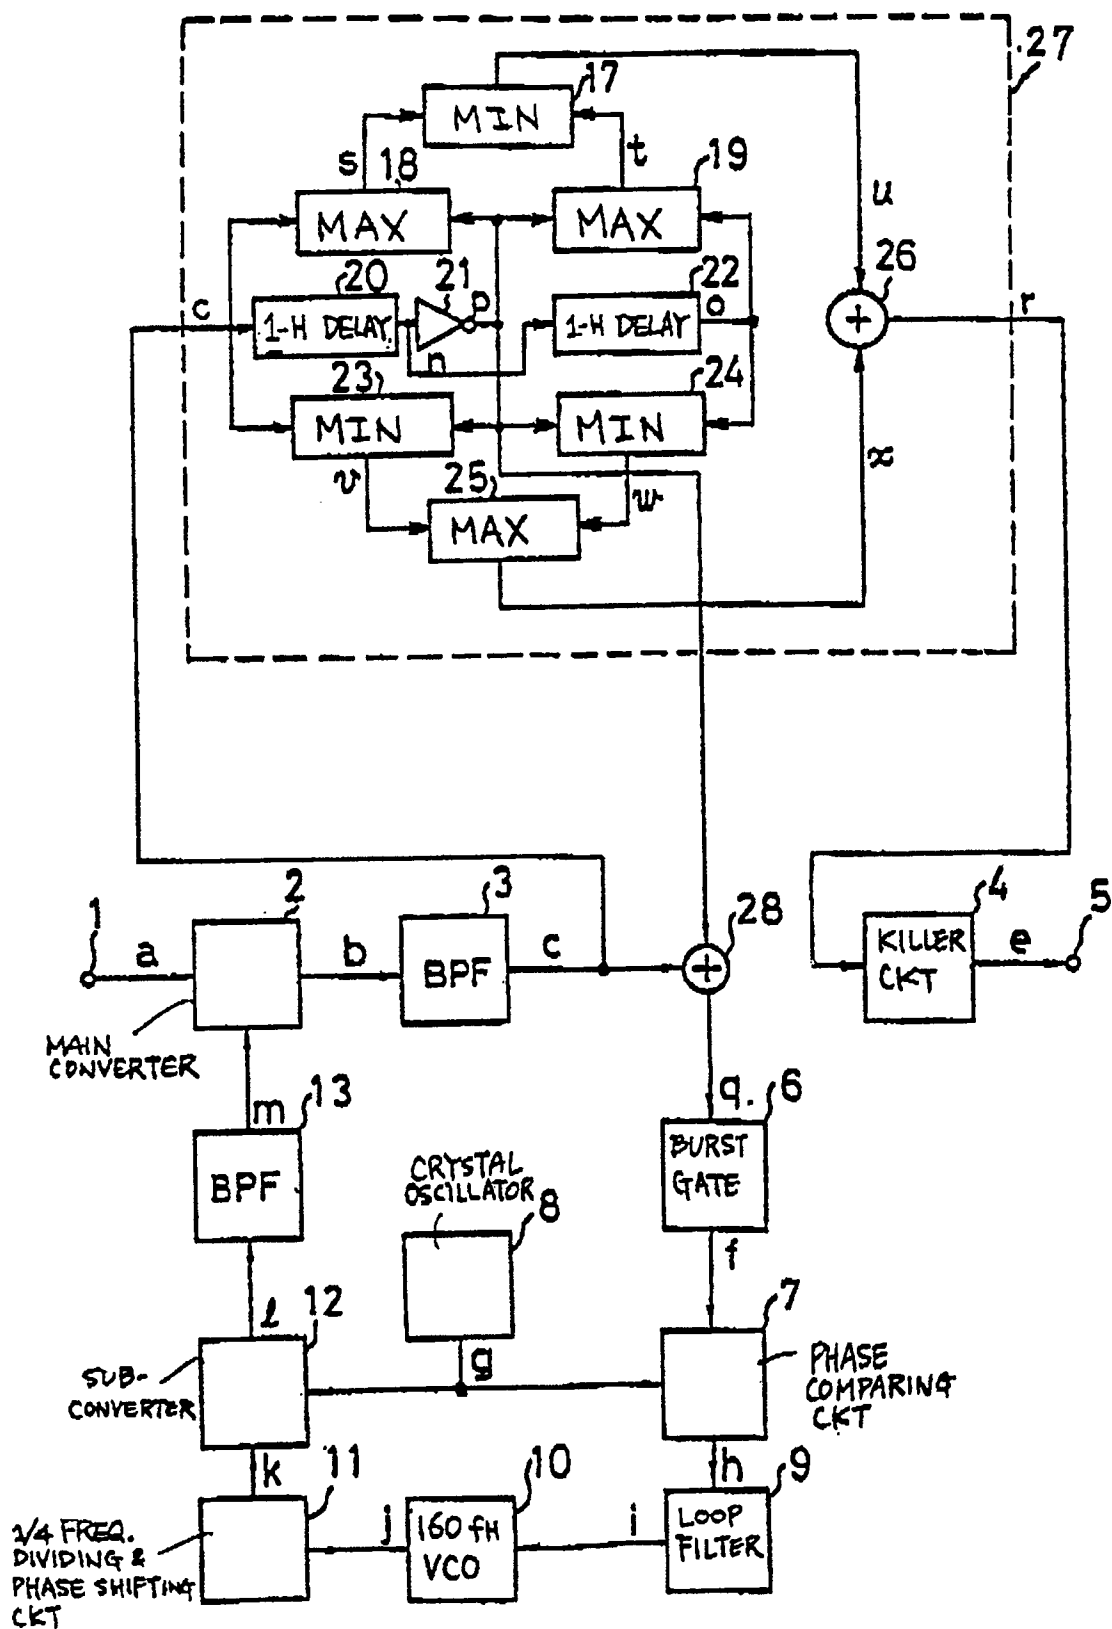 27
17
MIN
s
t
18
19
MAX
MAX
u
20
21
p
22
26
c
1-H DELAY
1-H DELAY
o
+
r
n
23
24
MIN
MIN
x
v
25
w
MAX
1
2
3
28
4
5
a
b
BPF
c
+
KILLER
CKT
e
MAIN
CONVERTER
m
13
q.
6
BPF
CRYSTAL
OSCILLATOR
8
BURST
GATE
f
l
12
7
SUB-
CONVERTER
g
PHASE
COMPARING
CKT
k
11
10
h
9
1/4 FREQ.
DIVIDING &
PHASE SHIFTING
CKT
j
160 fH
VCO
i
LOOP
FILTER